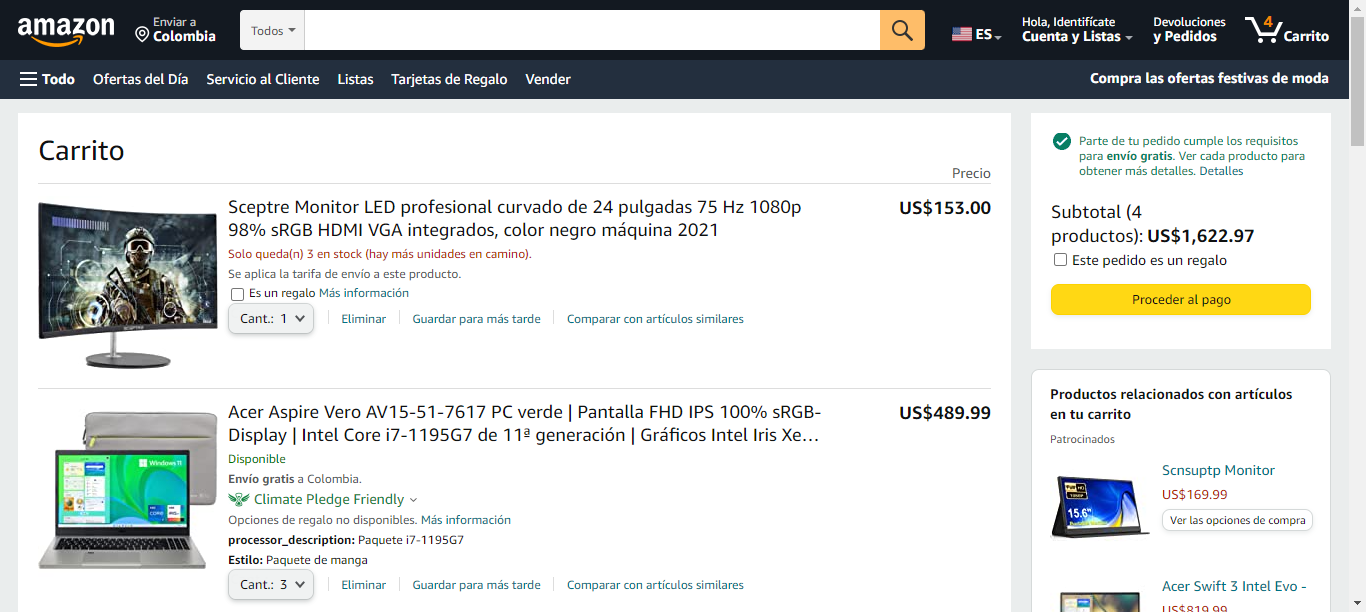 amazon
Enviar a
Colombia
Todos
ES
Hola, Identifícate
Cuenta y Listas
Devoluciones
y Pedidos
4
Carrito
Todo
Ofertas del Día
Servicio al Cliente
Listas
Tarjetas de Regalo
Vender
Compra las ofertas festivas de moda
Carrito
Precio
Sceptre Monitor LED profesional curvado de 24 pulgadas 75 Hz 1080p
98% sRGB HDMI VGA integrados, color negro máquina 2021
US$153.00
Solo queda(n) 3 en stock (hay más unidades en camino).
Se aplica la tarifa de envío a este producto.
Es un regalo Más información
Cant.: 1
Eliminar
Guardar para más tarde
Comparar con artículos similares
SCEPTRE
Acer Aspire Vero AV15-51-7617 PC verde | Pantalla FHD IPS 100% sRGB-
Display | Intel Core i7-1195G7 de 11ª generación | Gráficos Intel Iris Xe…
US$489.99
Disponible
Envío gratis a Colombia.
Climate Pledge Friendly
Opciones de regalo no disponibles. Más información
processor_description: Paquete i7-1195G7
Estilo: Paquete de manga
Cant.: 3
Eliminar
Guardar para más tarde
Comparar con artículos similares
Windows 11
Parte de tu pedido cumple los requisitos
para envío gratis. Ver cada producto para
obtener más detalles. Detalles
Subtotal (4
productos): US$1,622.97
Este pedido es un regalo
Proceder al pago
Productos relacionados con artículos
en tu carrito
Patrocinados
Scnsuptp Monitor
US$169.99
Ver las opciones de compra
15.6"
Acer Swift 3 Intel Evo -
US$819.99